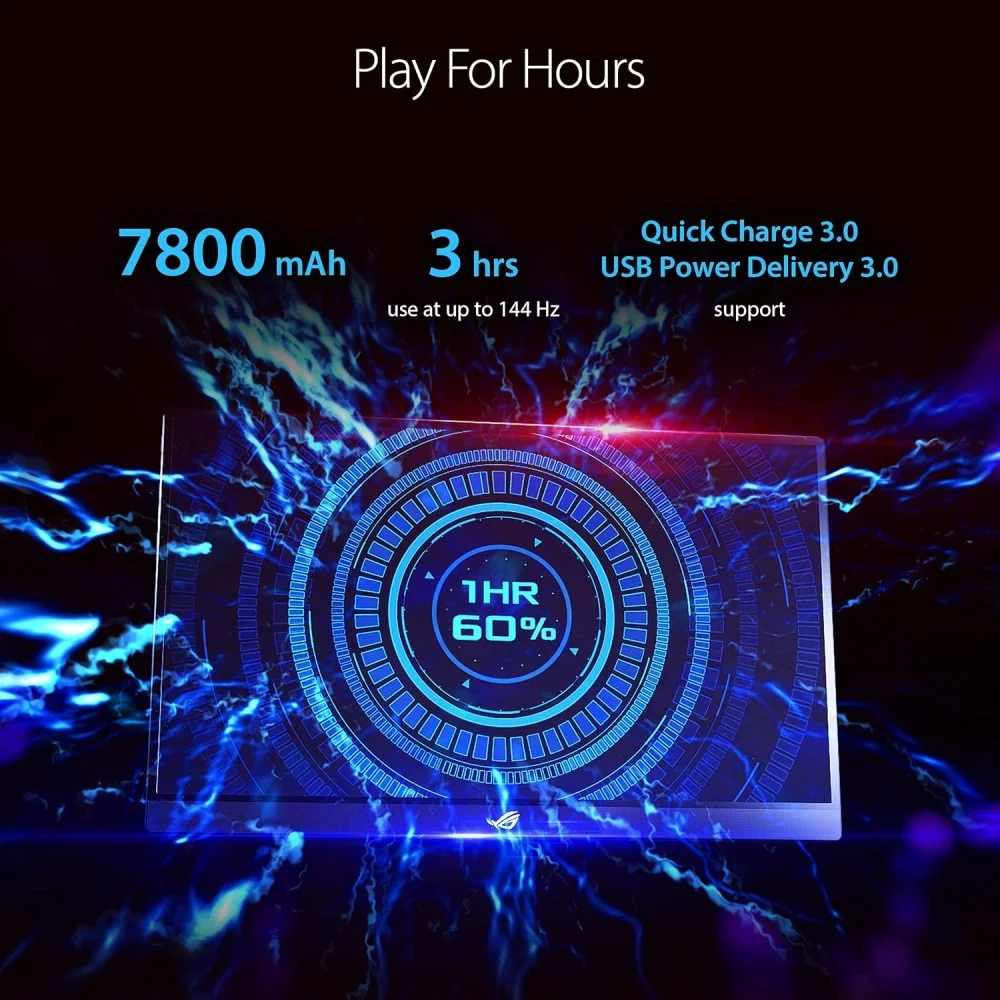 Play For Hours
7800 mAh
3 hrs
use at up to 144 Hz
Quick Charge 3.0
USB Power Delivery 3.0
support
1HR
60%